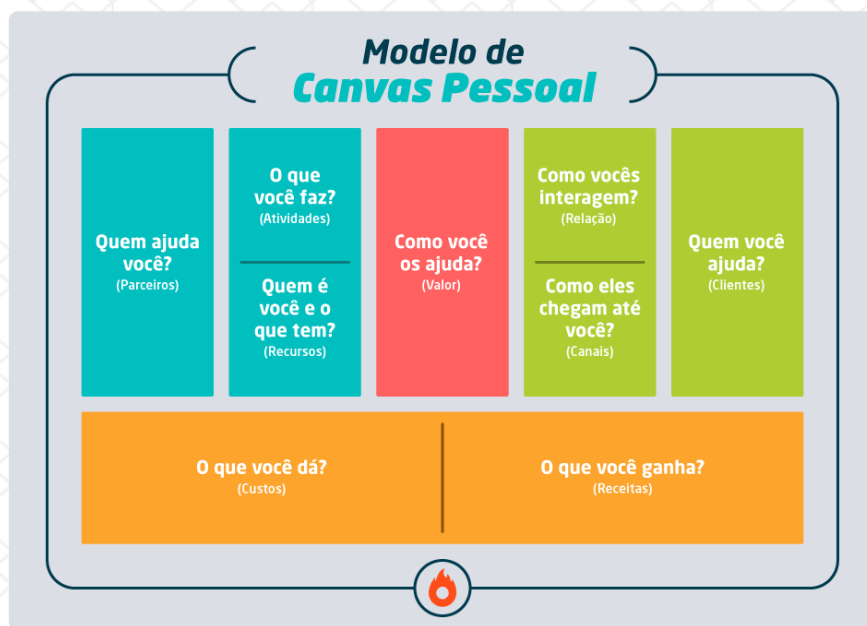 Modelo de
Canvas Pessoal
Quem ajuda
você?
(Parceiros)
O que
você faz?
(Atividades)
Quem é
você e o
que tem?
(Recursos)
Como você
os ajuda?
(Valor)
Como vocês
interagem?
(Relação)
Como eles
chegam até
você?
(Canais)
Quem você
ajuda?
(Clientes)
O que você dá?
(Custos)
O que você ganha?
(Receitas)